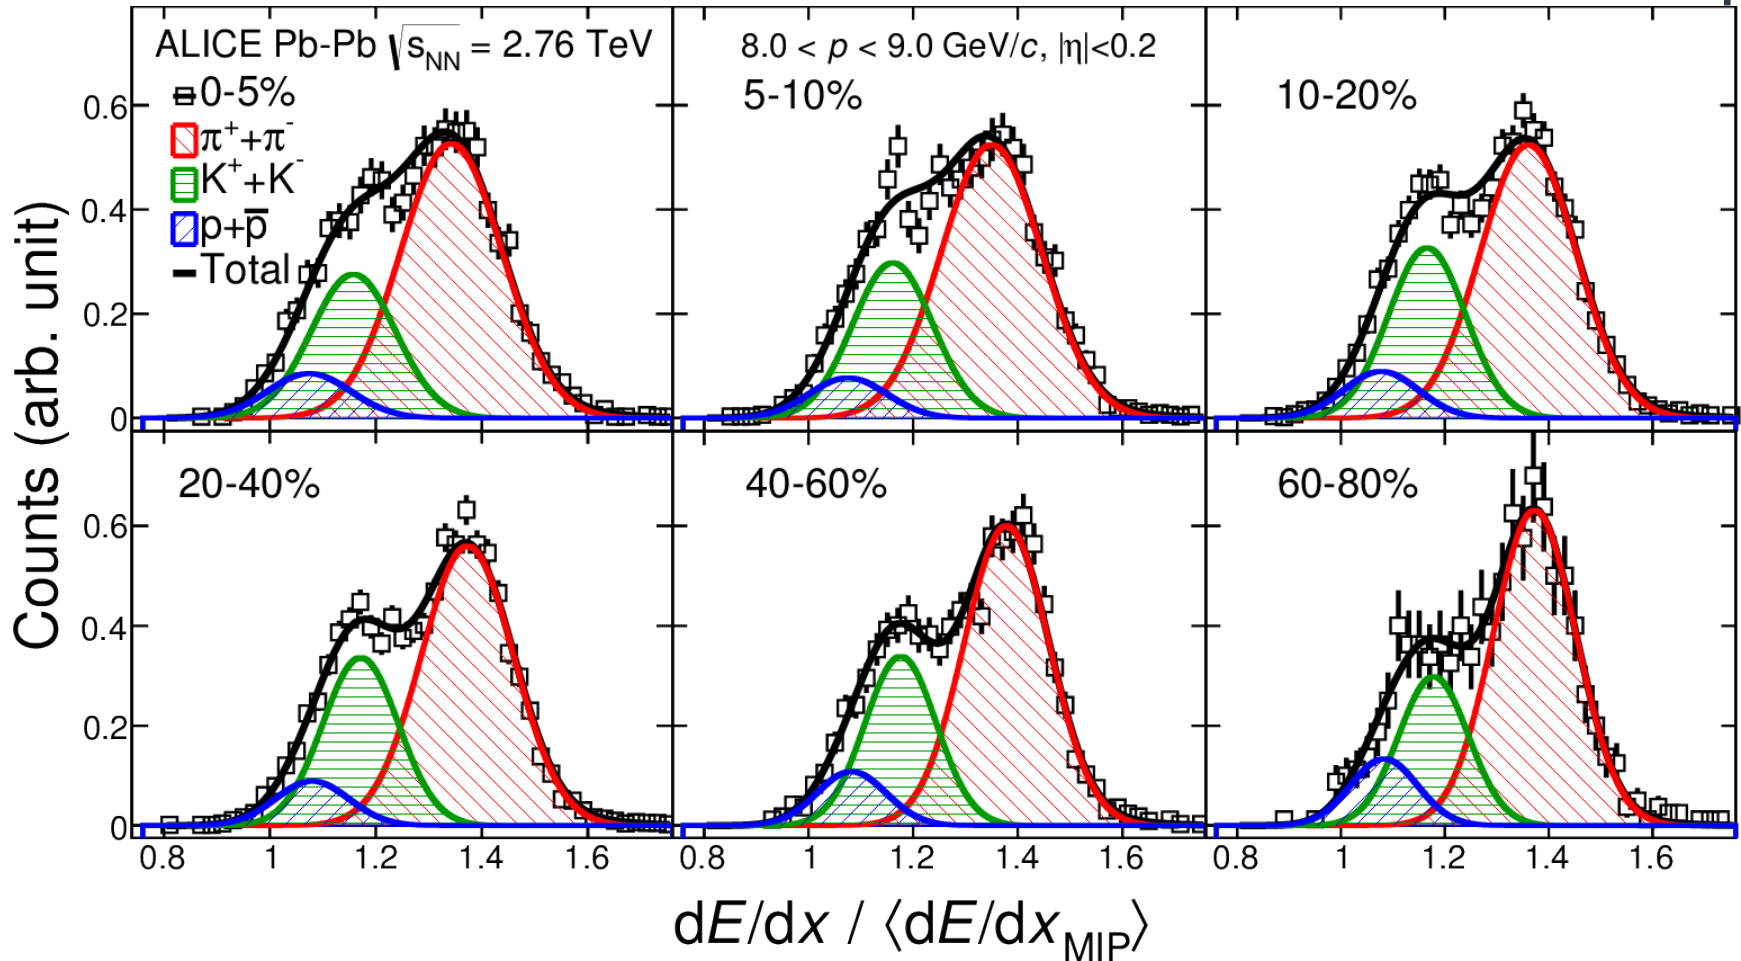 ALICE Pb-Pb √sNN = 2.76 TeV
8.0 < p < 9.0 GeV/c, |η|<0.2
0-5%
π⁺+π⁻
K⁺+K⁻
p+p̄
Total
5-10%
10-20%
0.6
0.4
0.2
0
20-40%
40-60%
60-80%
0.6
0.4
0.2
0
0.8 1 1.2 1.4 1.6
0.8 1 1.2 1.4 1.6
0.8 1 1.2 1.4 1.6
Counts (arb. unit)
dE/dx / ⟨dE/dxMIP⟩